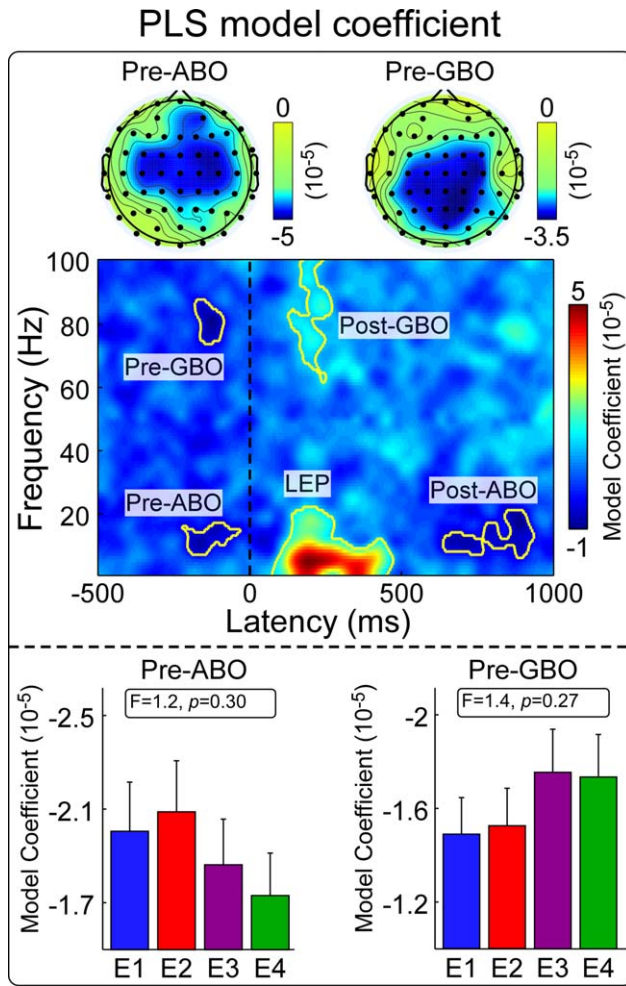 PLS model coefficient
Pre-ABO
Pre-GBO
0
(10⁻⁵)
-5
0
(10⁻⁵)
-3.5
Frequency (Hz)
100
80
60
40
20
Pre-GBO
Post-GBO
Pre-ABO
LEP
Post-ABO
-500
0
500
1000
Latency (ms)
5
-1
Model Coefficient (10⁻⁵)
Pre-ABO
F=1.2, p=0.30
Model Coefficient (10⁻⁵)
-2.5
-2.1
-1.7
E1 E2 E3 E4
Pre-GBO
F=1.4, p=0.27
Model Coefficient (10⁻⁵)
-2
-1.6
-1.2
E1 E2 E3 E4